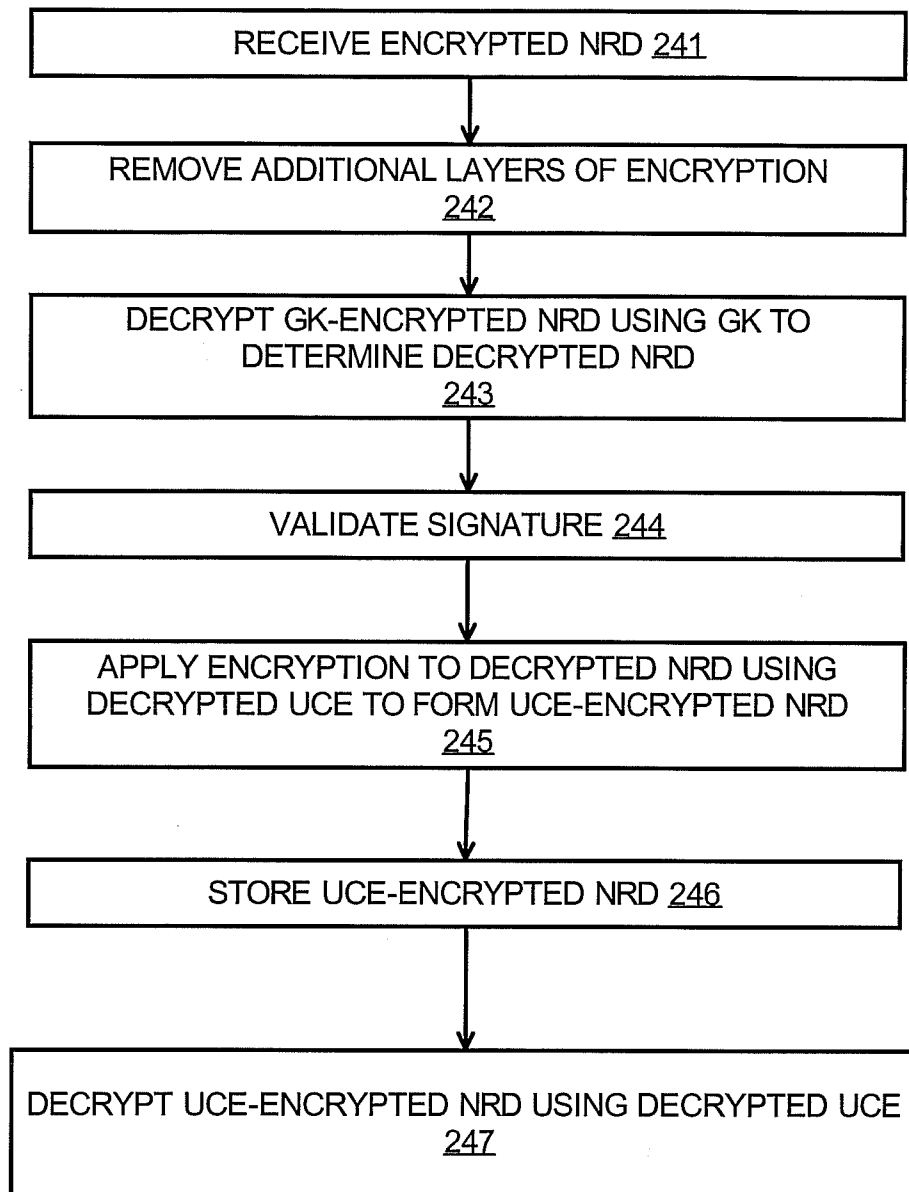 RECEIVE ENCRYPTED NRD 241
REMOVE ADDITIONAL LAYERS OF ENCRYPTION
242
DECRYPT GK-ENCRYPTED NRD USING GK TO
DETERMINE DECRYPTED NRD
243
VALIDATE SIGNATURE 244
APPLY ENCRYPTION TO DECRYPTED NRD USING
DECRYPTED UCE TO FORM UCE-ENCRYPTED NRD
245
STORE UCE-ENCRYPTED NRD 246
DECRYPT UCE-ENCRYPTED NRD USING DECRYPTED UCE
247